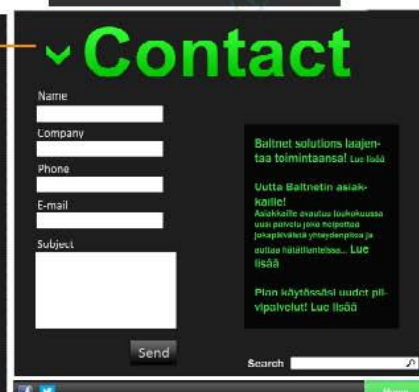 Contact
Name
Company
Phone
E-mail
Subject
Send
Baltnet solutions laajen-
taa toimintaansa! Lue lisää
Uutta Baltnetin asiak-
kaille!
Asiakkaille avautuu toukokuussa
uusi palvelu joka helpottaa
jokapäiväistä yhteydenpitoa ja
auttaa hätätilanteissa... Lue
lisää
Pian käytössäsi uudet pil-
vipalvelut! Lue lisää
Search
Home